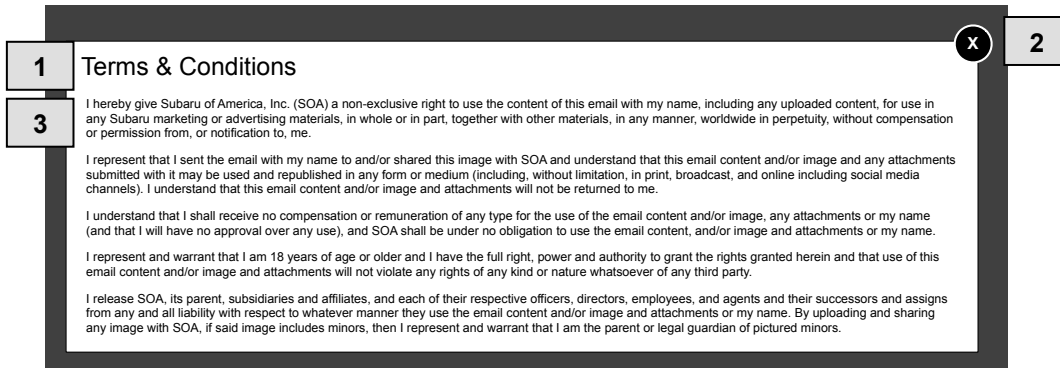 X
2
1
Terms & Conditions
3
I hereby give Subaru of America, Inc. (SOA) a non-exclusive right to use the content of this email with my name, including any uploaded content, for use in
any Subaru marketing or advertising materials, in whole or in part, together with other materials, in any manner, worldwide in perpetuity, without compensation
or permission from, or notification to, me.
I represent that I sent the email with my name to and/or shared this image with SOA and understand that this email content and/or image and any attachments
submitted with it may be used and republished in any form or medium (including, without limitation, in print, broadcast, and online including social media
channels). I understand that this email content and/or image and attachments will not be returned to me.
I understand that I shall receive no compensation or remuneration of any type for the use of the email content and/or image, any attachments or my name
(and that I will have no approval over any use), and SOA shall be under no obligation to use the email content, and/or image and attachments or my name.
I represent and warrant that I am 18 years of age or older and I have the full right, power and authority to grant the rights granted herein and that use of this
email content and/or image and attachments will not violate any rights of any kind or nature whatsoever of any third party.
I release SOA, its parent, subsidiaries and affiliates, and each of their respective officers, directors, employees, and agents and their successors and assigns
from any and all liability with respect to whatever manner they use the email content and/or image and attachments or my name. By uploading and sharing
any image with SOA, if said image includes minors, then I represent and warrant that I am the parent or legal guardian of pictured minors.